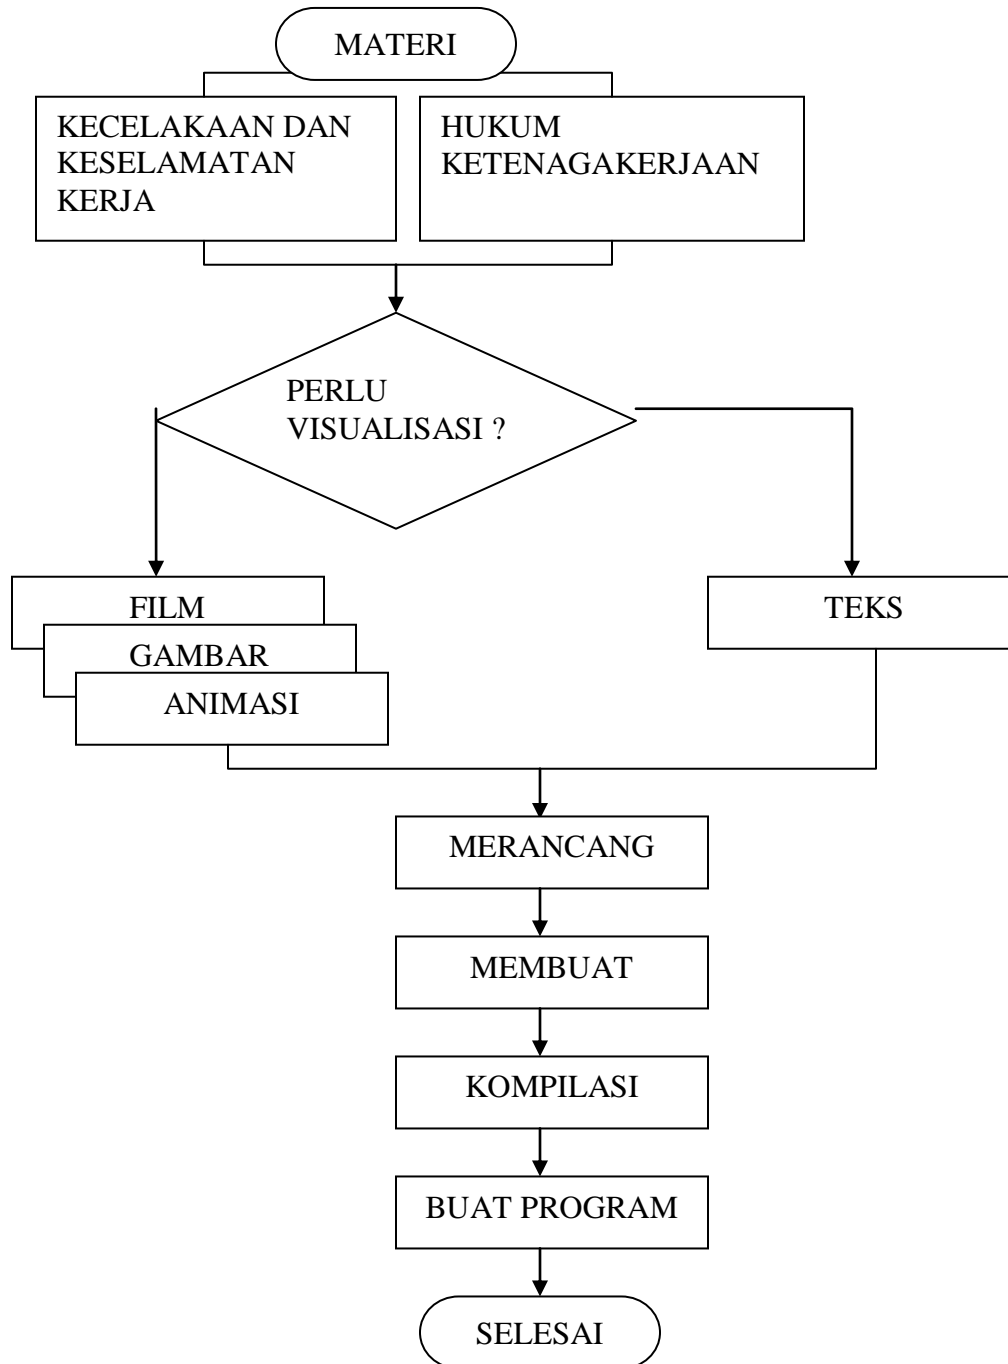 MATERI
KECELAKAAN DAN
KESELAMATAN
KERJA
HUKUM
KETENAGAKERJAAN
PERLU
VISUALISASI ?
FILM
GAMBAR
ANIMASI
TEKS
MERANCANG
MEMBUAT
KOMPILASI
BUAT PROGRAM
SELESAI